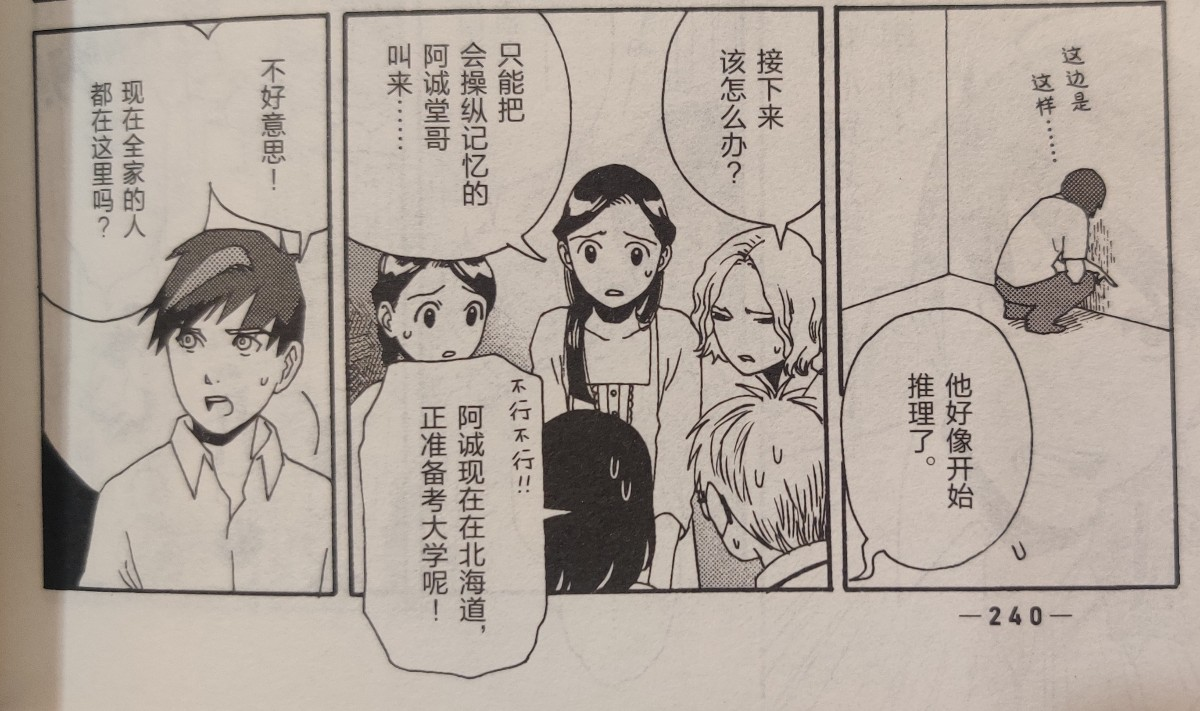 这边是
这样……
他好像开始
推理了。
接下来
该怎么办？
只能把
会操纵记忆的
阿诚堂哥
叫来……
不行不行!!
阿诚现在在北海道，
正准备考大学呢！
不好意思！
现在全家的人
都在这里吗？
—240—